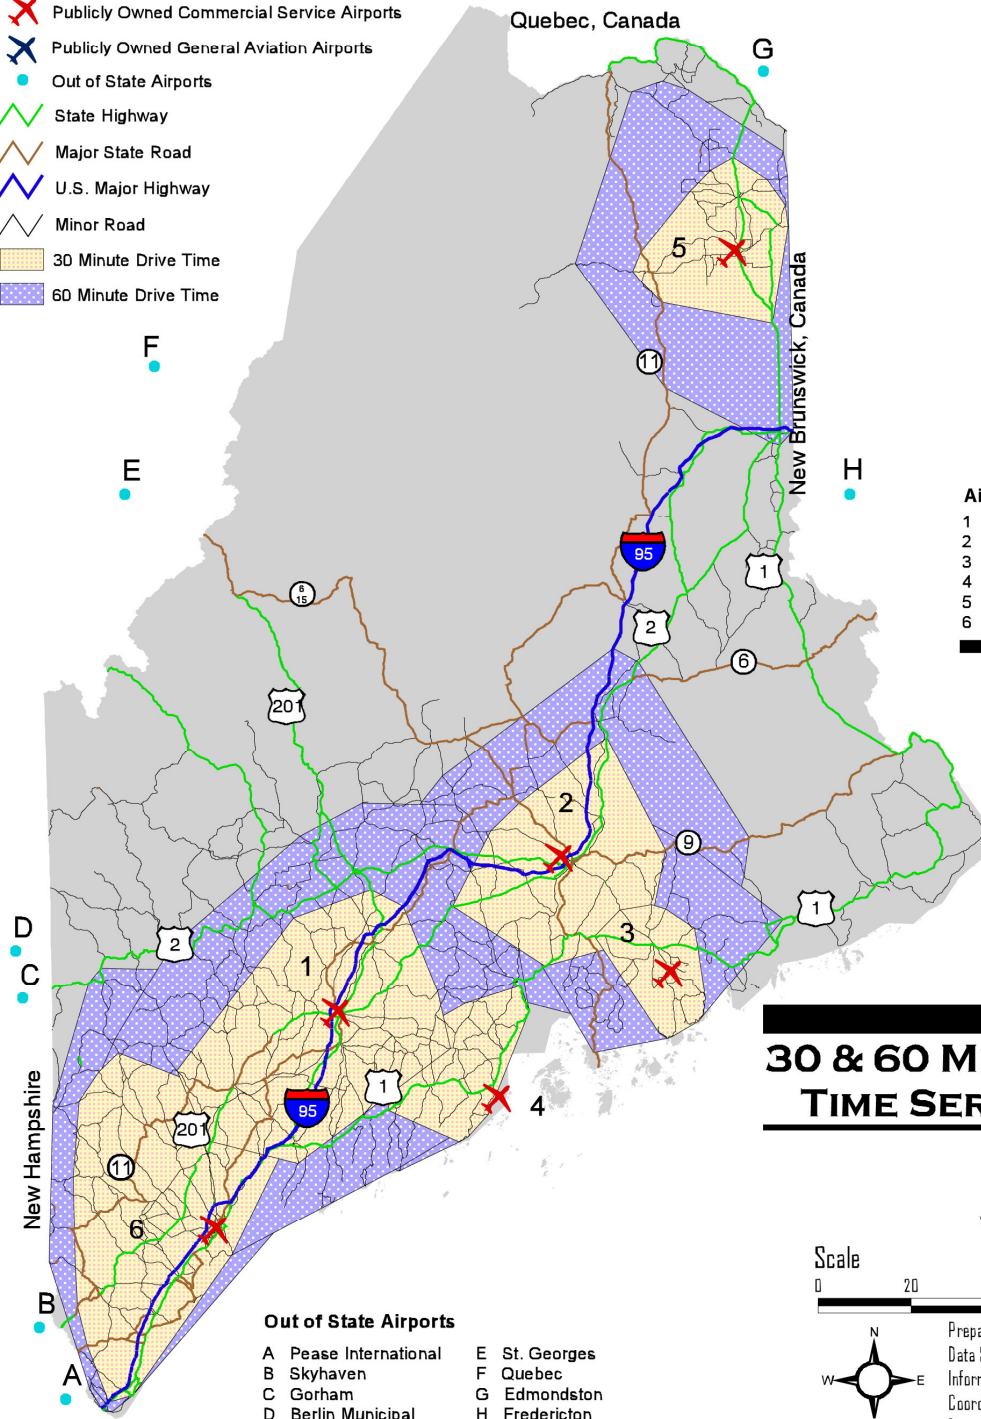 Publicly Owned Commercial Service Airports
Quebec, Canada
Publicly Owned General Aviation Airports
G
Out of State Airports
State Highway
Major State Road
U.S. Major Highway
Minor Road
30 Minute Drive Time
60 Minute Drive Time
5
New Brunswick, Canada
F
11
E
H
95
1
1
2
3
4
5
6
6
15
2
6
201
2
9
1
D
2
3
C
1
30 & 60 M
TIME SER
1
4
95
201
New Hampshire
11
6
Scale
0 20
B
Out of State Airports
A Pease International
B Skyhaven
C Gorham
D Berlin Municipal
E St. Georges
F Quebec
G Edmondston
H Fredericton
N
W E
A